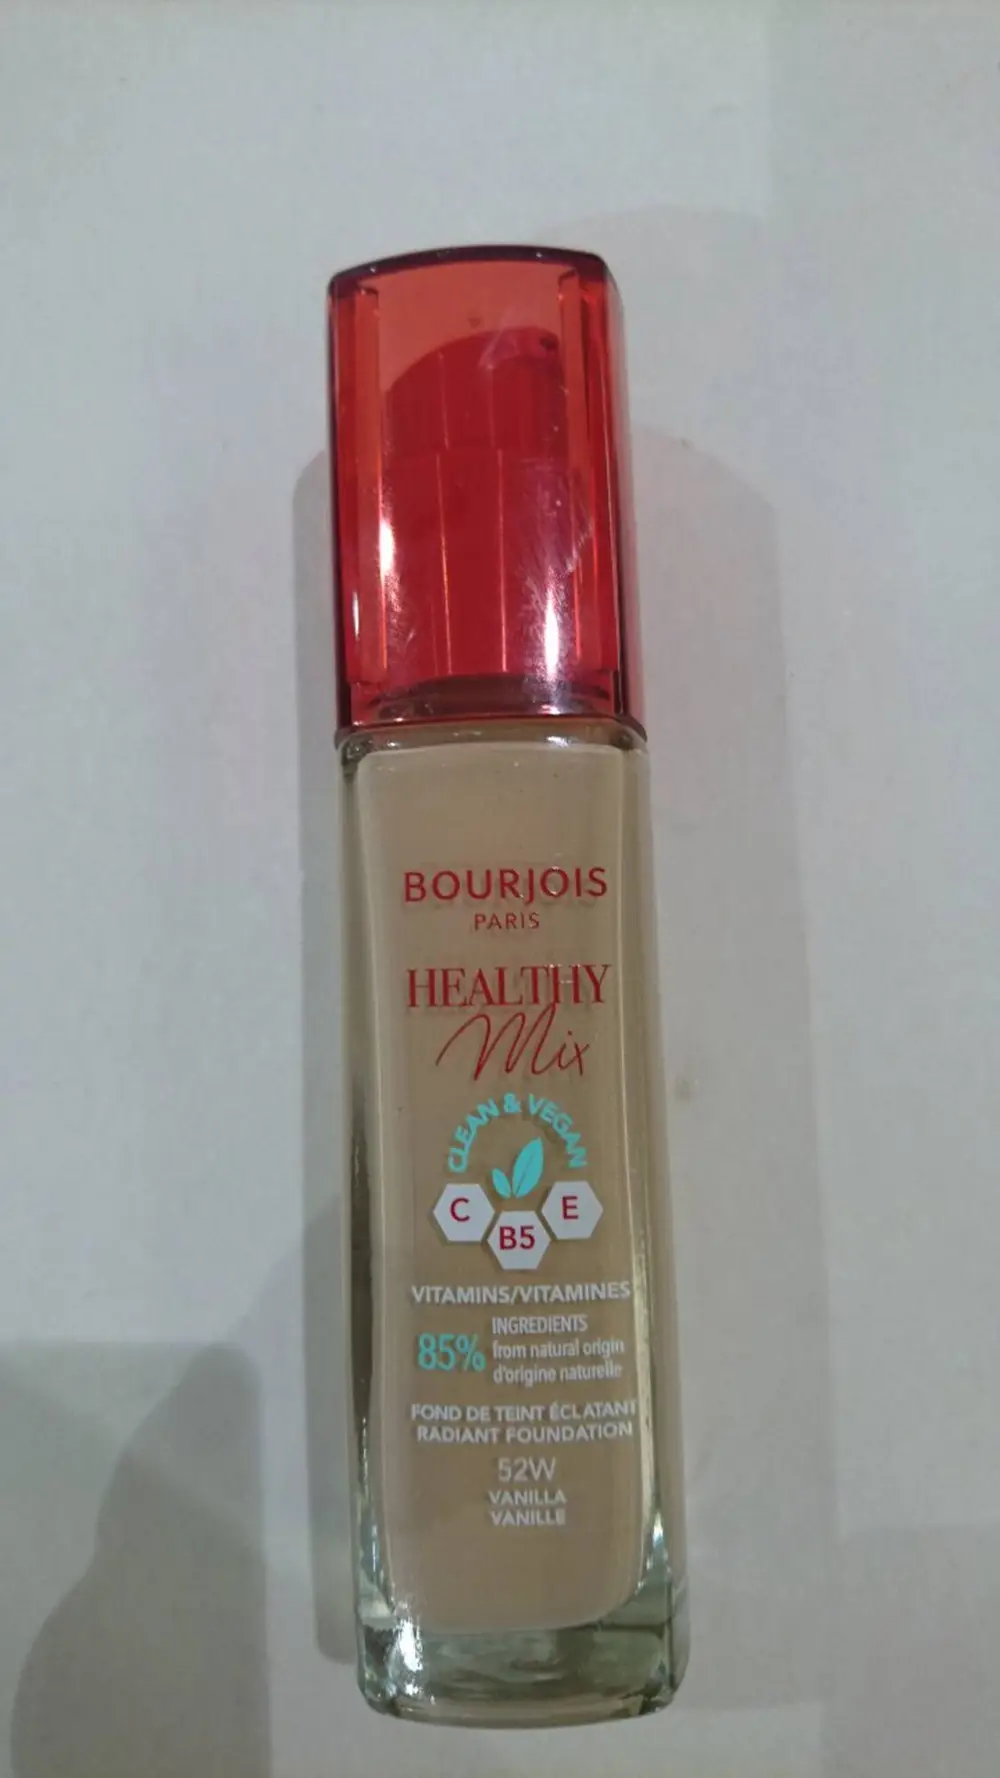 BOURJOIS
PARIS
HEALTHY
Mix
CLEAN & VEGAN
C
B5
E
VITAMINS/VITAMINES
85%
INGREDIENTS
from natural origin
d'origine naturelle
FOND DE TEINT ÉCLATANT
RADIANT FOUNDATION
52W
VANILLA
VANILLE